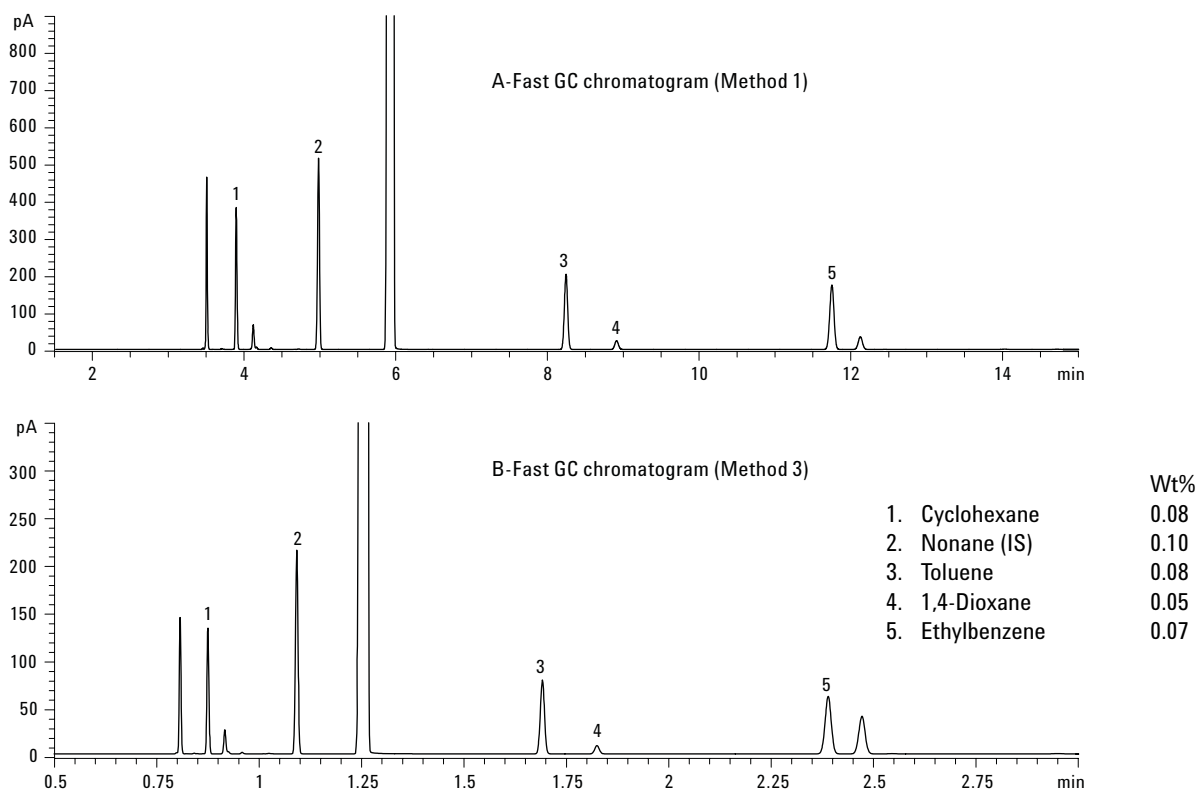 pA
800
700
600
500
400
300
200
100
0
A-Fast GC chromatogram (Method 1)
1
2
3
4
5
2 4 6 8 10 12 14 min
pA
300
250
200
150
100
50
0
B-Fast GC chromatogram (Method 3)
1
2
3
4
5
Wt%
1. Cyclohexane 0.08
2. Nonane (IS) 0.10
3. Toluene 0.08
4. 1,4-Dioxane 0.05
5. Ethylbenzene 0.07
0.5 0.75 1 1.25 1.5 1.75 2 2.25 2.5 2.75 min